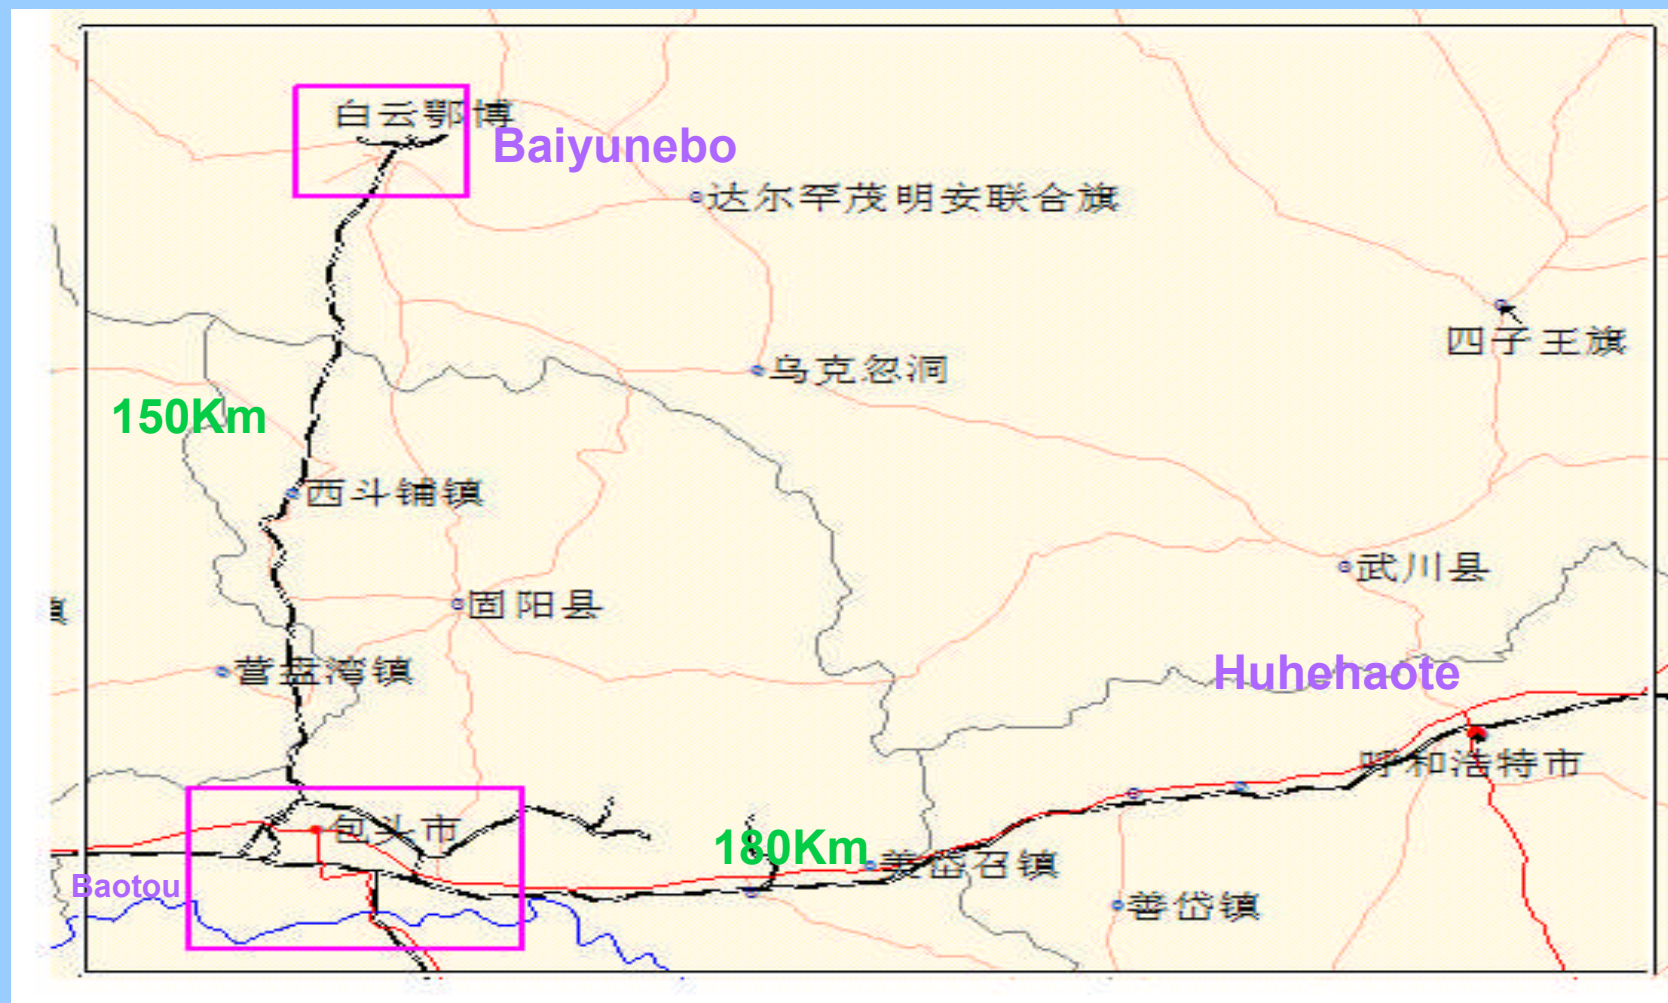 白云鄂博
Baiyunebo
达尔罕茂明安联合旗
四子王旗
乌克忽洞
150Km
西斗铺镇
武川县
固阳县
营盘湾镇
Huhehaote
呼和浩特市
包头市
180Km
美岱召镇
Baotou
善岱镇